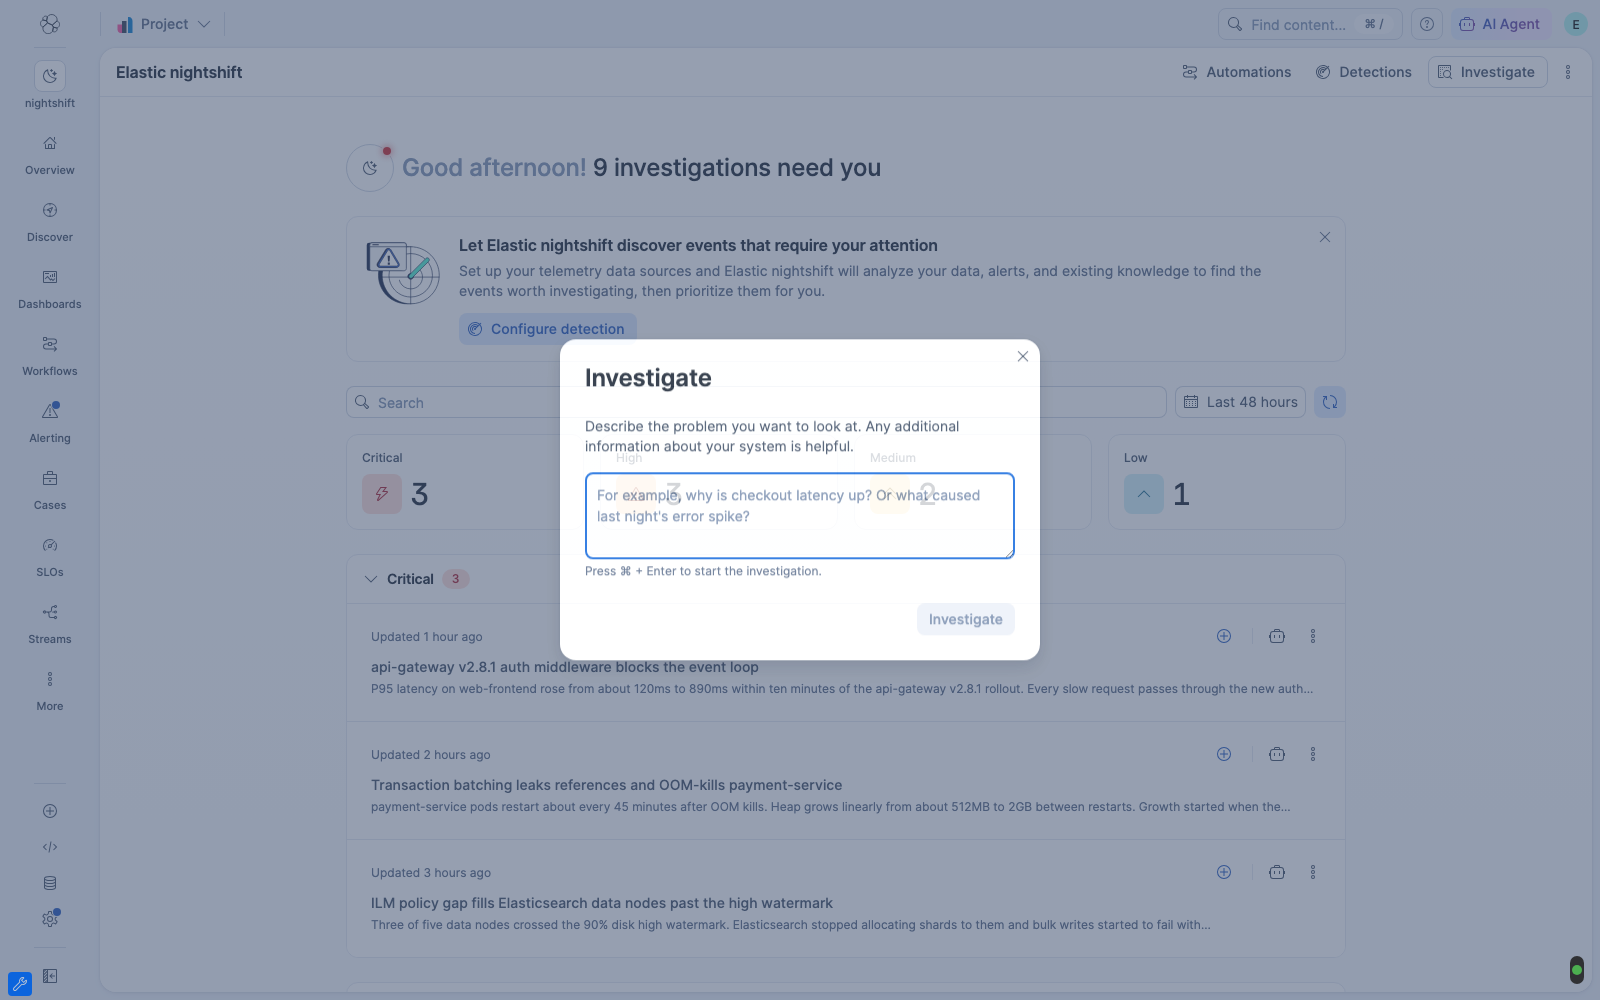 Project
Find content...
⌘ /
AI Agent
E
Elastic nightshift
Automations
Detections
Investigate
nightshift
Overview
Discover
Dashboards
Workflows
Alerting
Cases
SLOs
Streams
More
Good afternoon! 9 investigations need you
Let Elastic nightshift discover events that require your attention
Set up your telemetry data sources and Elastic nightshift will analyze your data, alerts, and existing knowledge to find the
events worth investigating, then prioritize them for you.
Configure detection
Search
Last 48 hours
Critical
3
High
3
Medium
2
Low
1
Investigate
Describe the problem you want to look at. Any additional
information about your system is helpful.
For example, why is checkout latency up? Or what caused
last night's error spike?
Press ⌘ + Enter to start the investigation.
Investigate
Critical
3
Updated 1 hour ago
api-gateway v2.8.1 auth middleware blocks the event loop
P95 latency on web-frontend rose from about 120ms to 890ms within ten minutes of the api-gateway v2.8.1 rollout. Every slow request passes through the new auth...
Updated 2 hours ago
Transaction batching leaks references and OOM-kills payment-service
payment-service pods restart about every 45 minutes after OOM kills. Heap grows linearly from about 512MB to 2GB between restarts. Growth started when the...
Updated 3 hours ago
ILM policy gap fills Elasticsearch data nodes past the high watermark
Three of five data nodes crossed the 90% disk high watermark. Elasticsearch stopped allocating shards to them and bulk writes started to fail with...